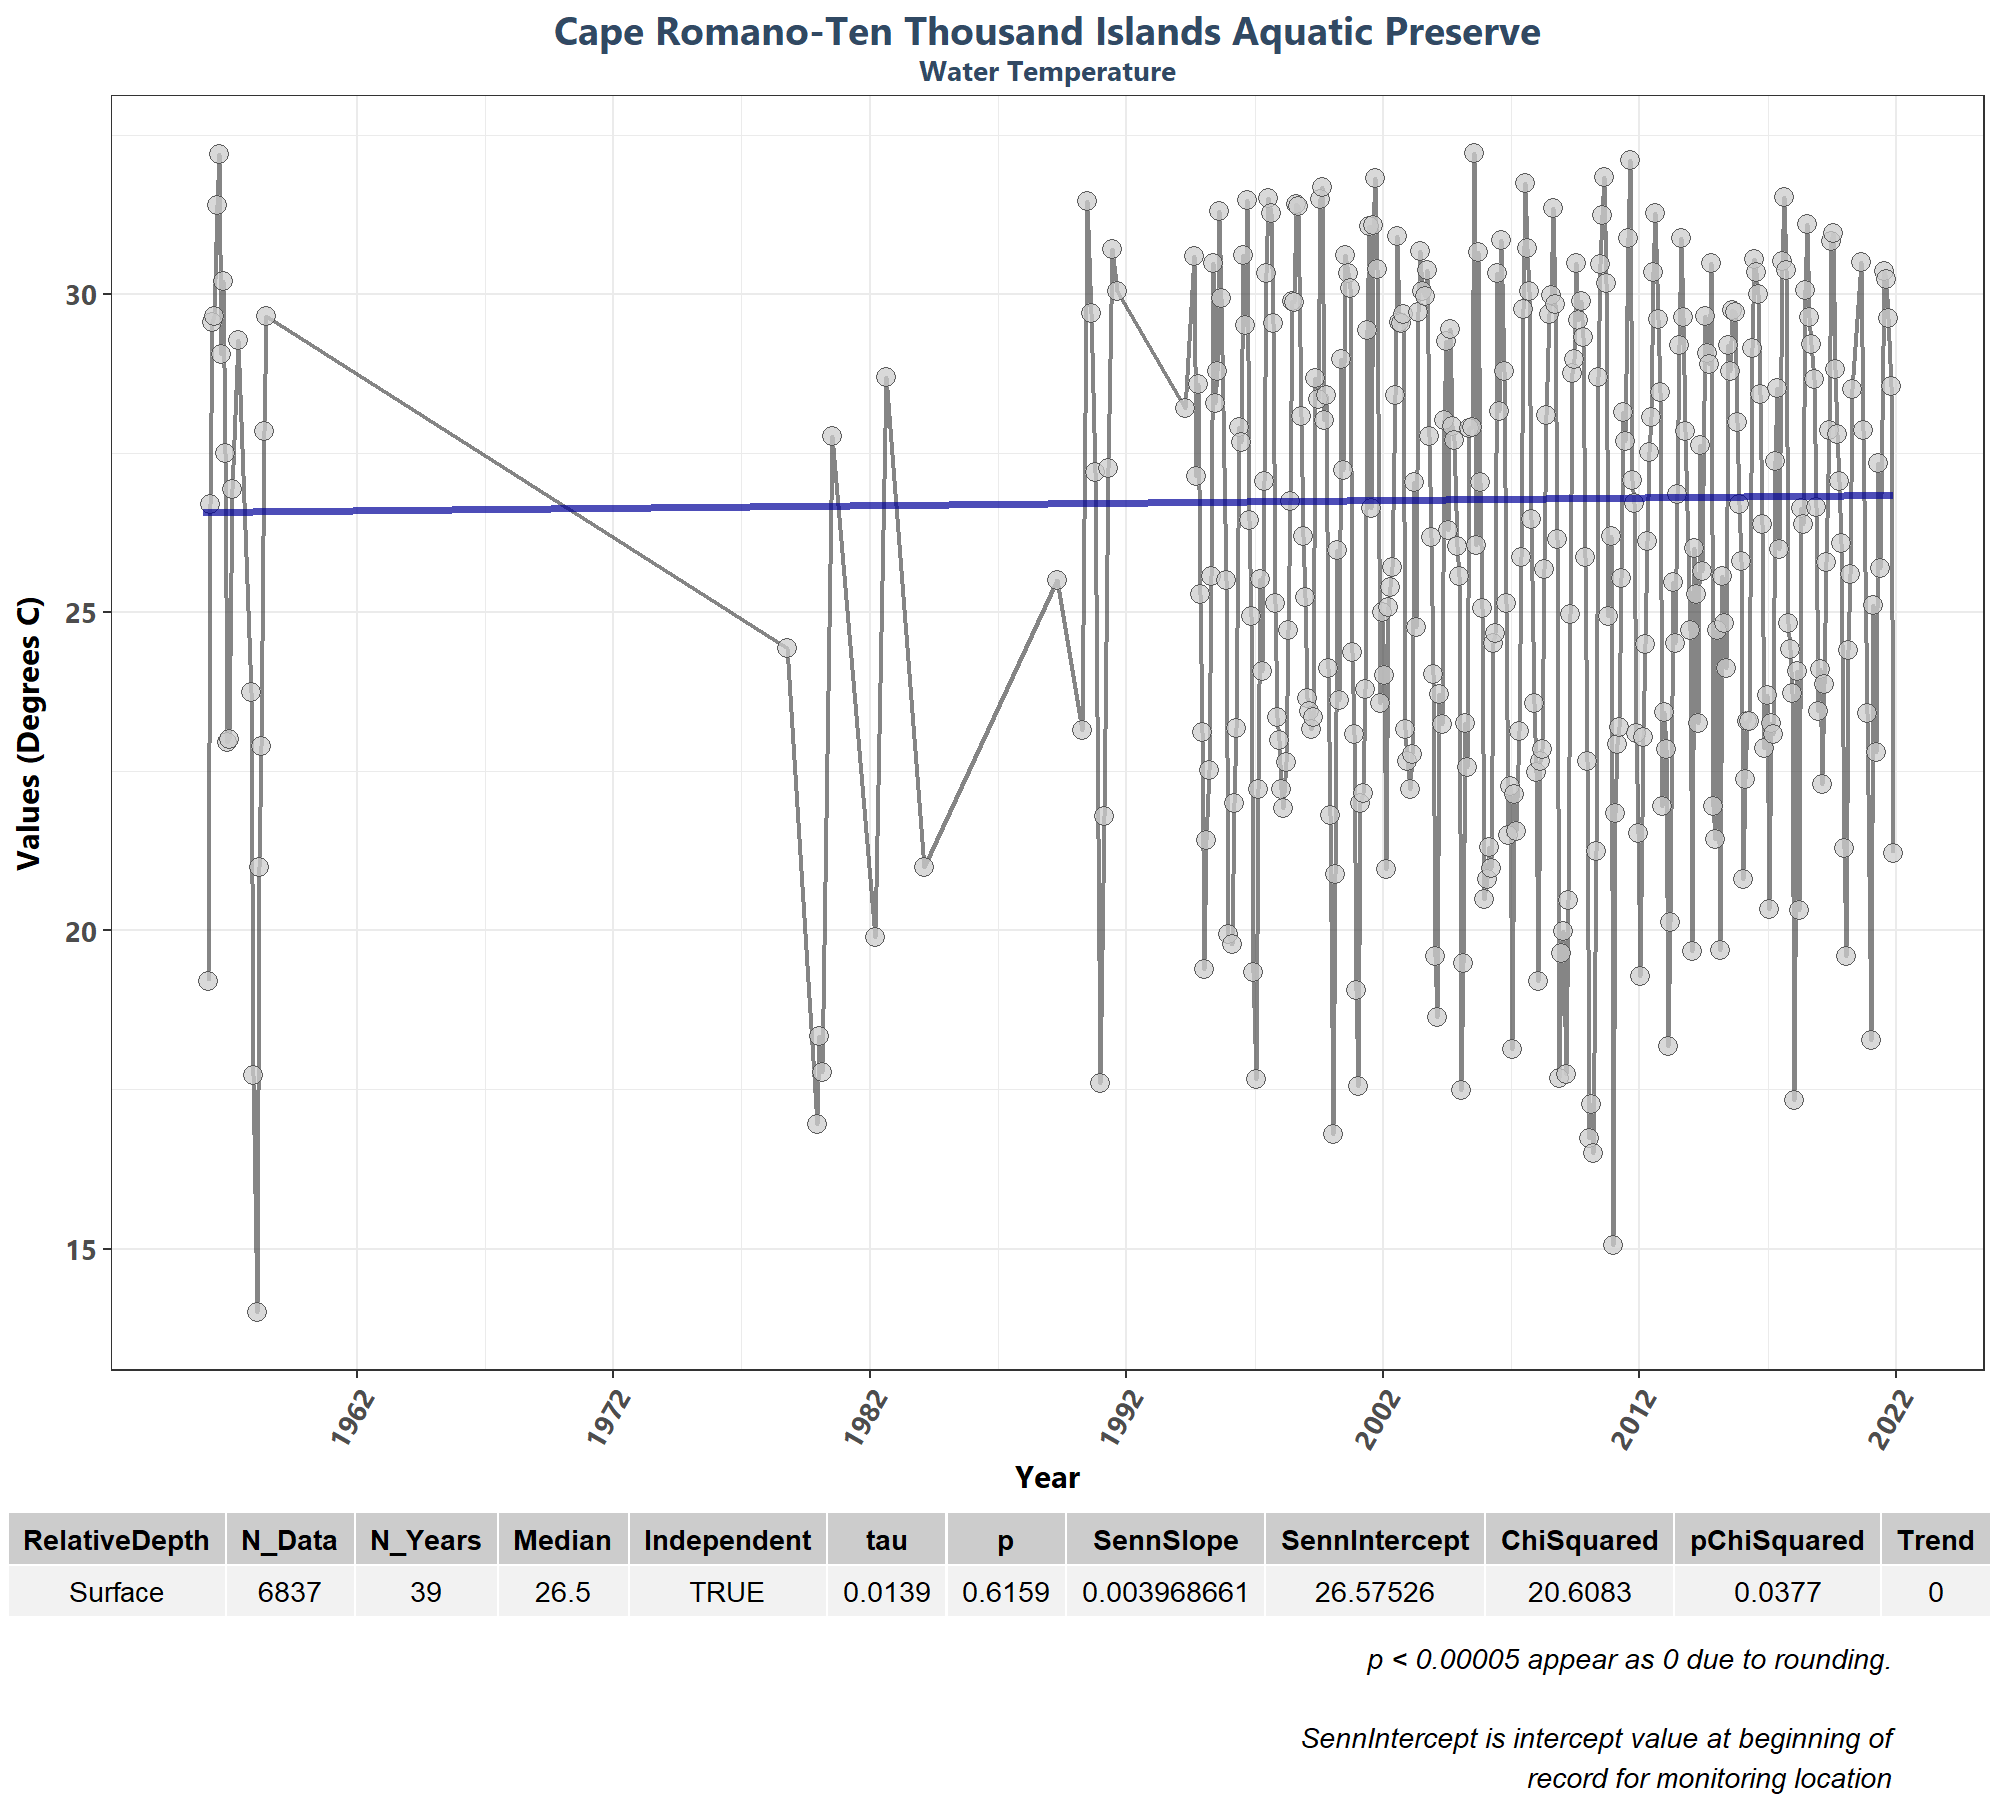 Cape Romano-Ten Thousand Islands Aquatic Preserve
Water Temperature
Values (Degrees C)
30
25
20
15
1962 1972 1982 1992 2002 2012 2022
Year
RelativeDepth N_Data N_Years Median Independent tau p SennSlope SennIntercept ChiSquared pChiSquared Trend
Surface 6837 39 26.5 TRUE 0.0139 0.6159 0.003968661 26.57526 20.6083 0.0377 0
p < 0.00005 appear as 0 due to rounding.
SennIntercept is intercept value at beginning of
record for monitoring location